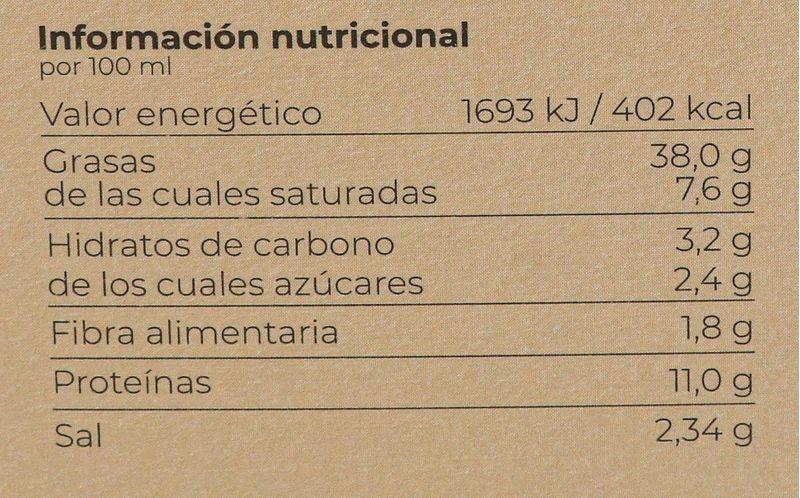 Información nutricional
por 100 ml
Valor energético 1693 kJ / 402 kcal
Grasas 38,0 g
de las cuales saturadas 7,6 g
Hidratos de carbono 3,2 g
de los cuales azúcares 2,4 g
Fibra alimentaria 1,8 g
Proteínas 11,0 g
Sal 2,34 g